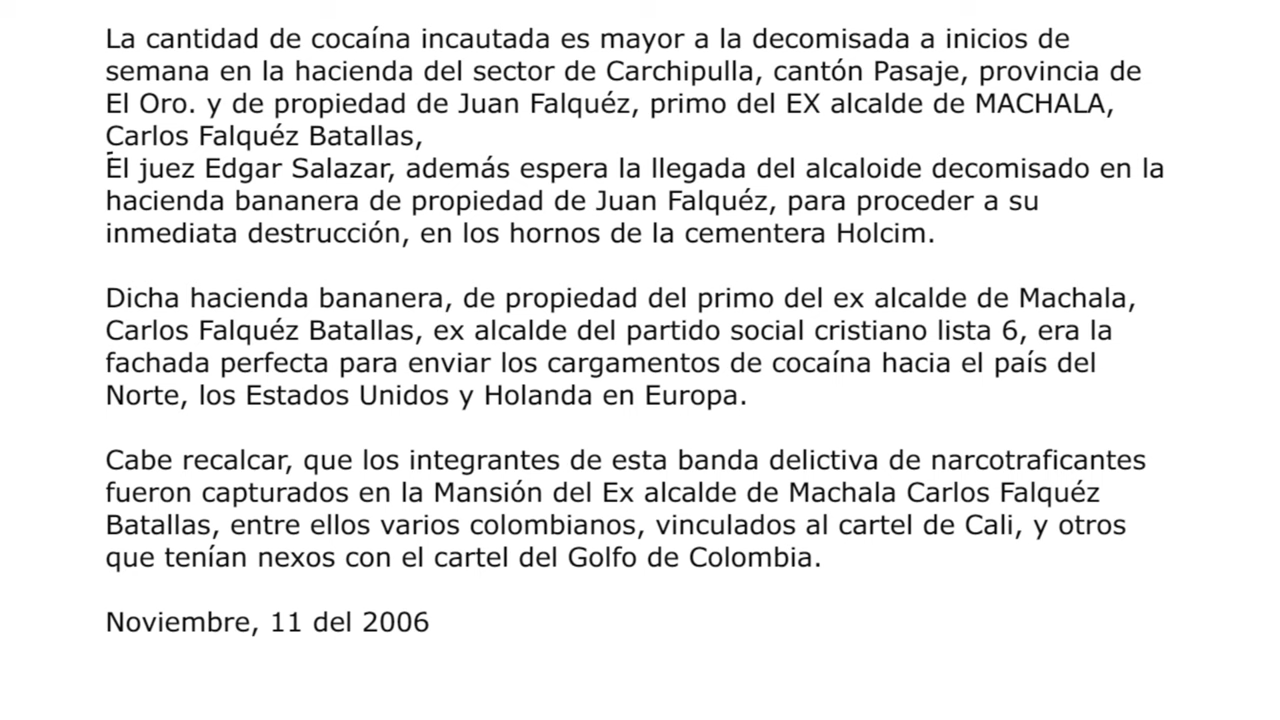 La cantidad de cocaína incautada es mayor a la decomisada a inicios de
semana en la hacienda del sector de Carchipulla, cantón Pasaje, provincia de
El Oro. y de propiedad de Juan Falquéz, primo del EX alcalde de MACHALA,
Carlos Falquéz Batallas,
El juez Edgar Salazar, además espera la llegada del alcaloide decomisado en la
hacienda bananera de propiedad de Juan Falquéz, para proceder a su
inmediata destrucción, en los hornos de la cementera Holcim.
Dicha hacienda bananera, de propiedad del primo del ex alcalde de Machala,
Carlos Falquéz Batallas, ex alcalde del partido social cristiano lista 6, era la
fachada perfecta para enviar los cargamentos de cocaína hacia el país del
Norte, los Estados Unidos y Holanda en Europa.
Cabe recalcar, que los integrantes de esta banda delictiva de narcotraficantes
fueron capturados en la Mansión del Ex alcalde de Machala Carlos Falquéz
Batallas, entre ellos varios colombianos, vinculados al cartel de Cali, y otros
que tenían nexos con el cartel del Golfo de Colombia.
Noviembre, 11 del 2006